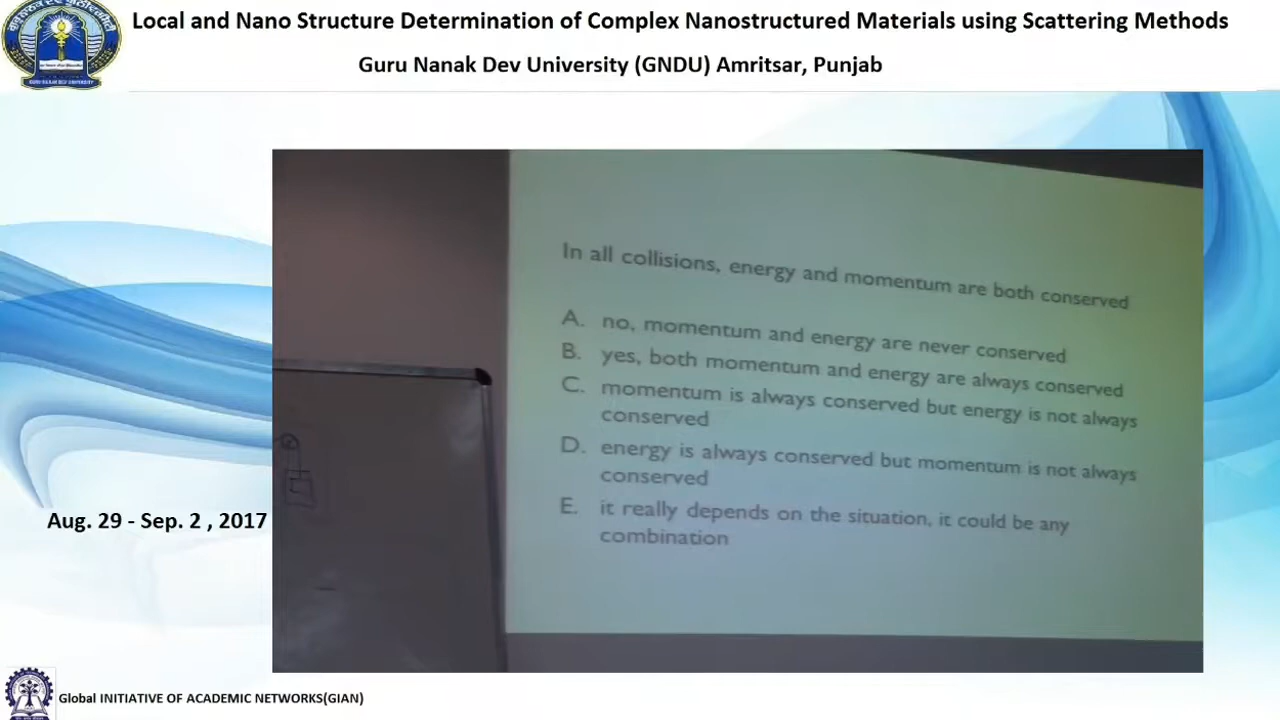 Local and Nano Structure Determination of Complex Nanostructured Materials using Scattering Methods
Guru Nanak Dev University (GNDU) Amritsar, Punjab
In all collisions, energy and momentum are both conserved
A. no, momentum and energy are never conserved
B. yes, both momentum and energy are always conserved
C. momentum is always conserved but energy is not always
conserved
D. energy is always conserved but momentum is not always
conserved
E. it really depends on the situation, it could be any
combination
Aug. 29 - Sep. 2 , 2017
Global INITIATIVE OF ACADEMIC NETWORKS(GIAN)